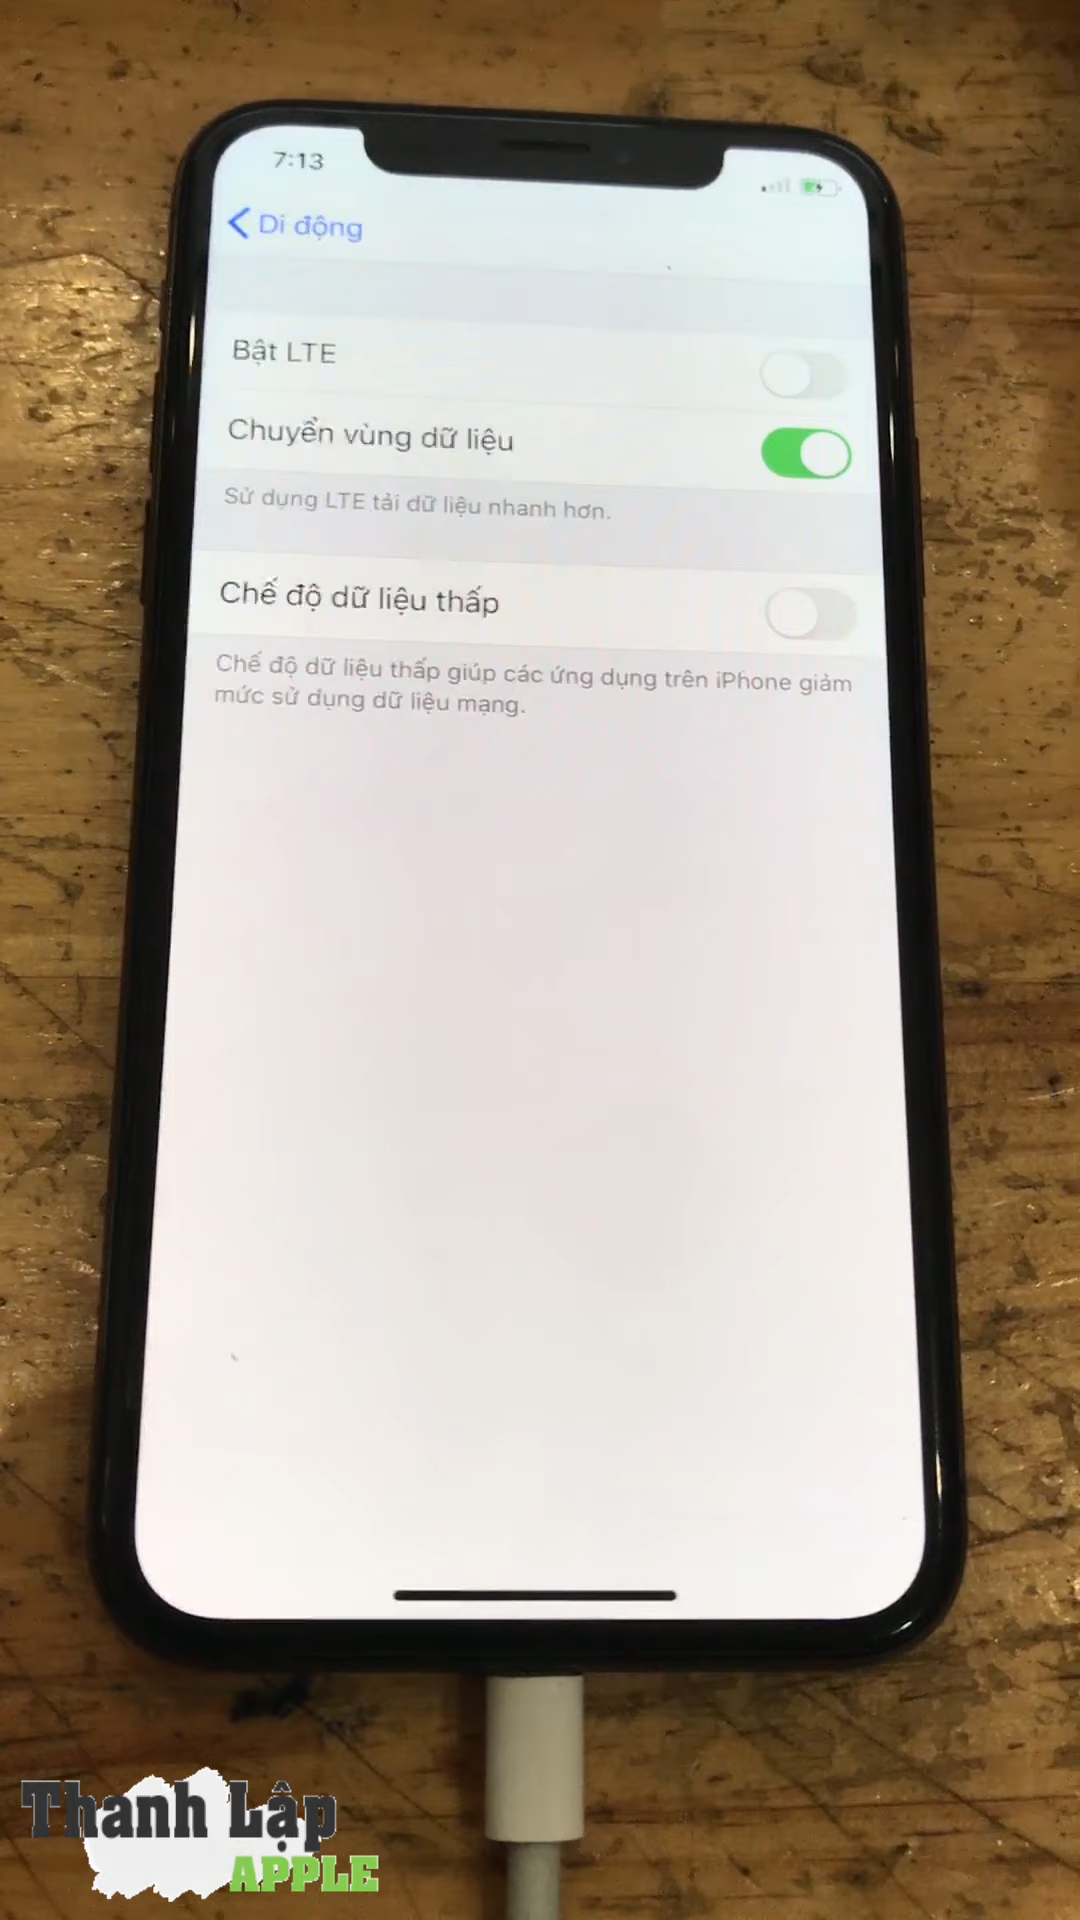 7:13
Di động
Bật LTE
Chuyển vùng dữ liệu
Sử dụng LTE tải dữ liệu nhanh hơn.
Chế độ dữ liệu thấp
Chế độ dữ liệu thấp giúp các ứng dụng trên iPhone giảm
mức sử dụng dữ liệu mạng.
Thanh Lập
APPLE